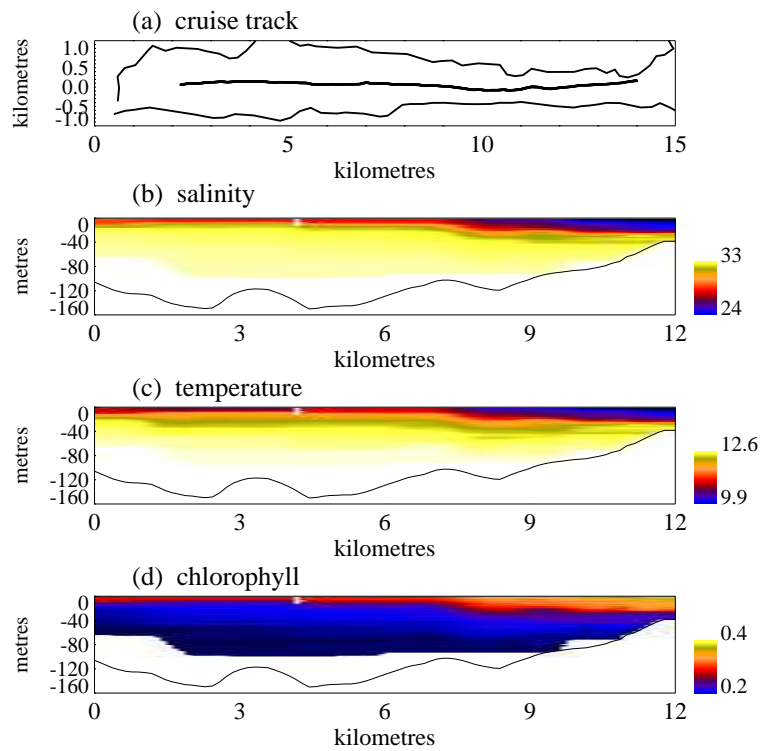 (a) cruise track
kilometres
1.0
0.5
0.0
-0.5
-1.0
0 5 10 15
kilometres
(b) salinity
metres
0
-40
-80
-120
-160
33
24
0 3 6 9 12
kilometres
(c) temperature
metres
0
-40
-80
-120
-160
12.6
9.9
0 3 6 9 12
kilometres
(d) chlorophyll
metres
0
-40
-80
-120
-160
0.4
0.2
0 3 6 9 12
kilometres